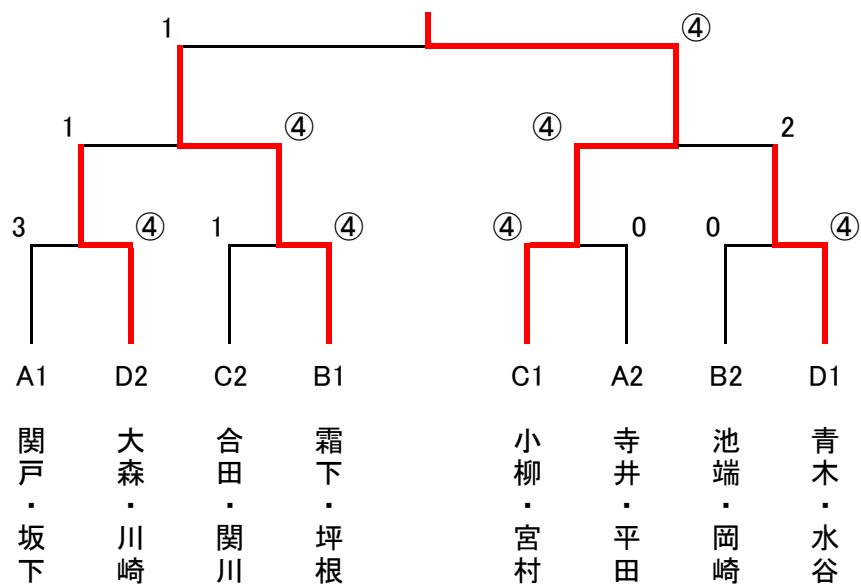 1 ④
1 ④ ④ 2
3 ④ 1 ④ ④ 0 0 ④
A1 D2 C2 B1 C1 A2 B2 D1
関戸・坂下
大森・川崎
合田・関川
霜下・坪根
小柳・宮村
寺井・平田
池端・岡崎
青木・水谷